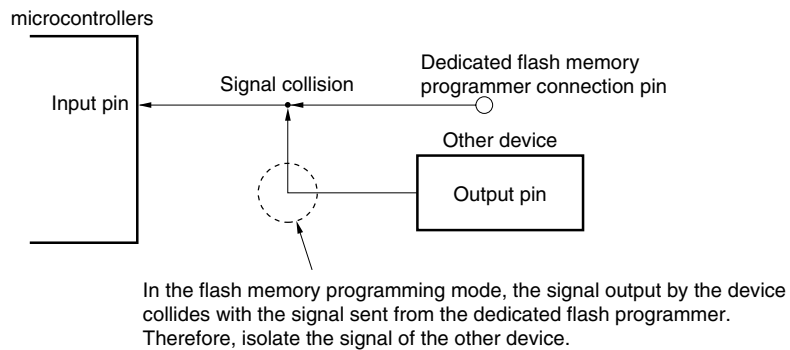 microcontrollers
Signal collision
Dedicated flash memory
programmer connection pin
Input pin
Other device
Output pin
In the flash memory programming mode, the signal output by the device
collides with the signal sent from the dedicated flash programmer.
Therefore, isolate the signal of the other device.